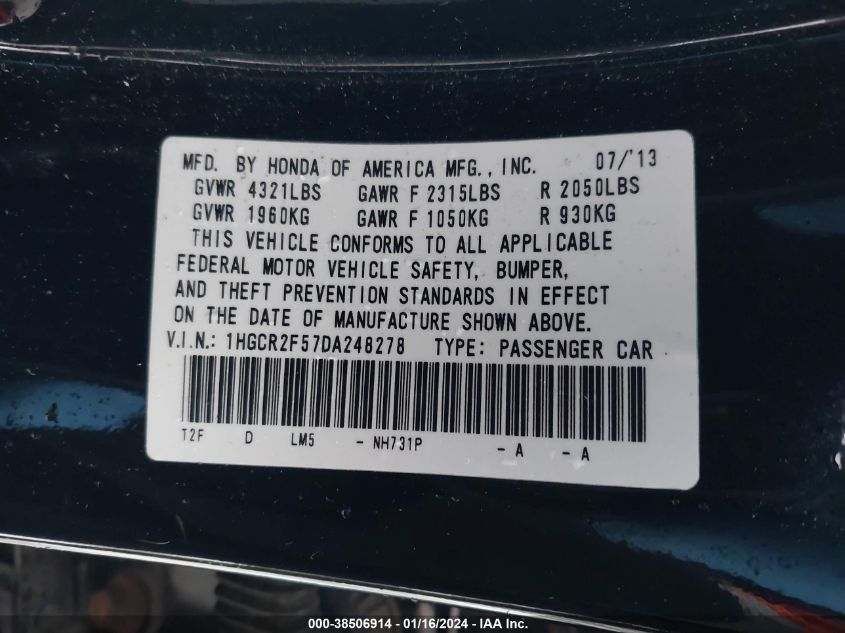 MFD. BY HONDA OF AMERICA MFG., INC. 07/'13
GVWR 4321LBS GAWR F 2315LBS R 2050LBS
GVWR 1960KG GAWR F 1050KG R 930KG
THIS VEHICLE CONFORMS TO ALL APPLICABLE
FEDERAL MOTOR VEHICLE SAFETY, BUMPER,
AND THEFT PREVENTION STANDARDS IN EFFECT
ON THE DATE OF MANUFACTURE SHOWN ABOVE.
V.I.N.: 1HGCR2F57DA248278 TYPE: PASSENGER CAR
T2F D LM5 - NH731P - A - A
000-38506914 - 01/16/2024 - IAA